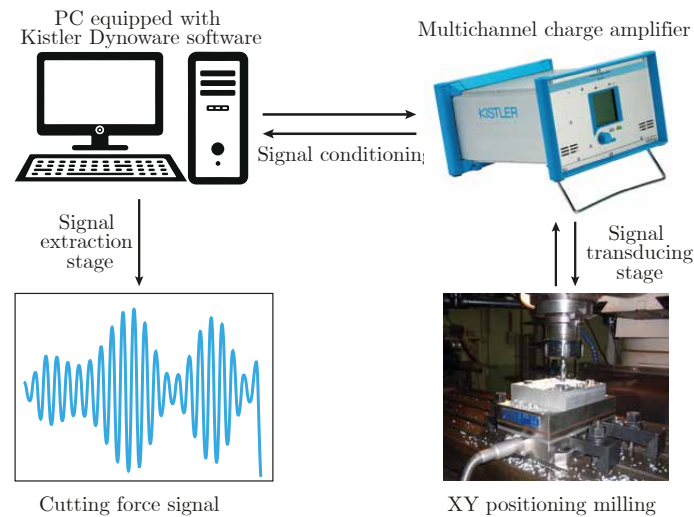 PC equipped with
Kistler Dynoware software
Multichannel charge amplifier
KISTLER
Signal conditioning
Signal
extraction
stage
Signal
transducing
stage
KISTLER
Cutting force signal
XY positioning milling